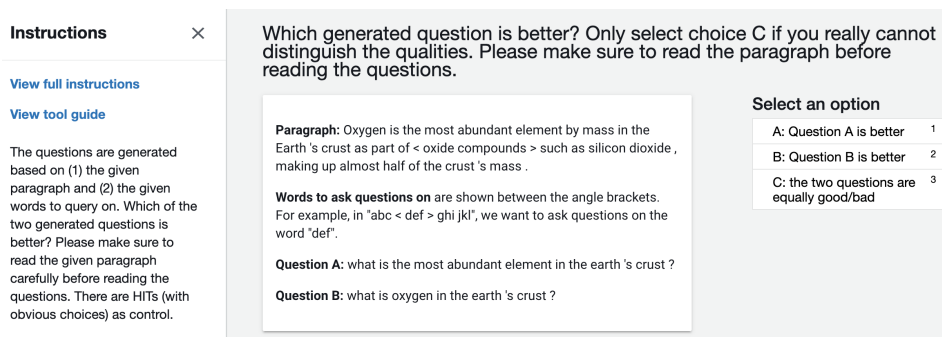 Instructions
×
View full instructions
View tool guide
The questions are generated
based on (1) the given
paragraph and (2) the given
words to query on. Which of the
two generated questions is
better? Please make sure to
read the given paragraph
carefully before reading the
questions. There are HITs (with
obvious choices) as control.
Which generated question is better? Only select choice C if you really cannot
distinguish the qualities. Please make sure to read the paragraph before
reading the questions.
Paragraph: Oxygen is the most abundant element by mass in the
Earth 's crust as part of < oxide compounds > such as silicon dioxide ,
making up almost half of the crust 's mass .
Words to ask questions on are shown between the angle brackets.
For example, in "abc < def > ghi jkl", we want to ask questions on the
word "def".
Question A: what is the most abundant element in the earth 's crust ?
Question B: what is oxygen in the earth 's crust ?
Select an option
A: Question A is better 1
B: Question B is better 2
C: the two questions are 3
equally good/bad